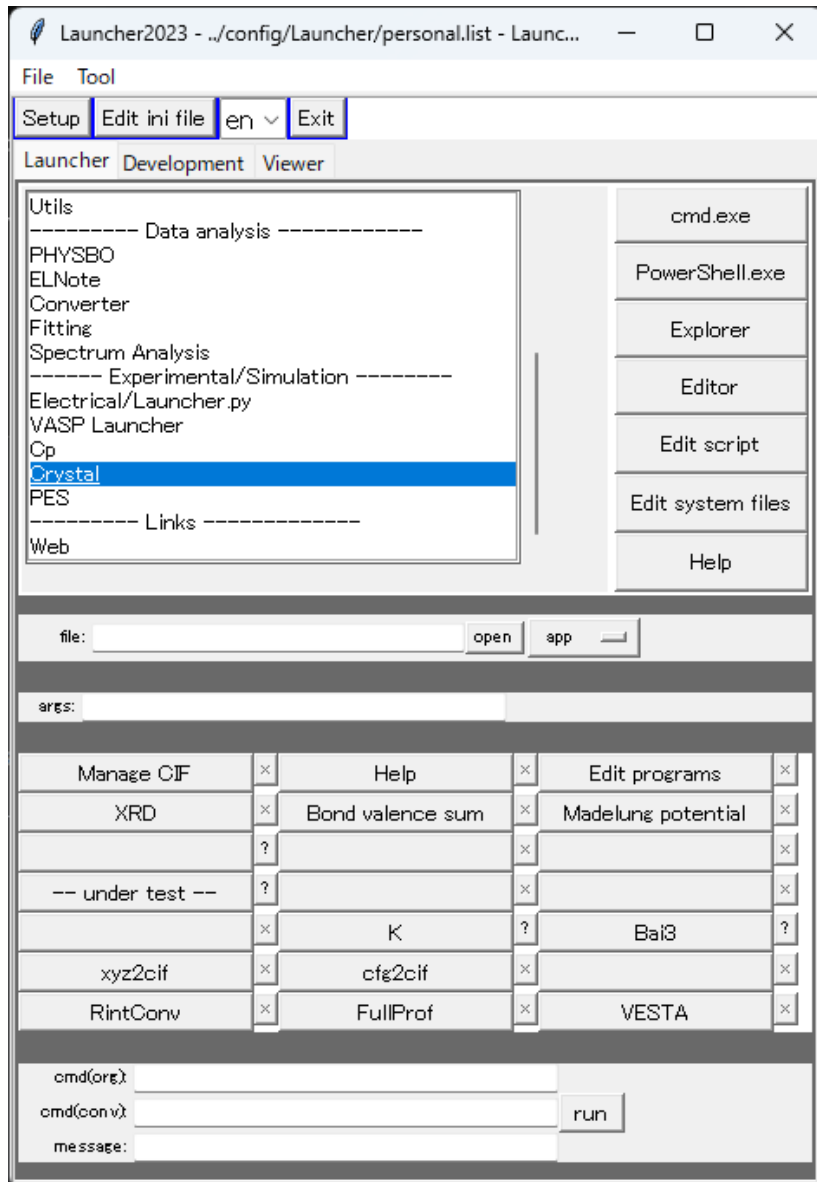 Launcher2023 - ../config/Launcher/personal.list - Launc...
File Tool
Setup Edit ini file en Exit
Launcher Development Viewer
Utils
--------- Data analysis ------------
PHYSBO
ELNote
Converter
Fitting
Spectrum Analysis
------ Experimental/Simulation --------
Electrical/Launcher.py
VASP Launcher
Cp
Crystal
PES
--------- Links -------------
Web
cmd.exe
PowerShell.exe
Explorer
Editor
Edit script
Edit system files
Help
file: open app
args:
Manage CIF × Help × Edit programs ×
XRD × Bond valence sum × Madelung potential ×
? × ×
-- under test -- ? × ×
× K ? Bai3 ?
xyz2cif × cfg2cif × ×
RintConv × FullProf × VESTA ×
cmd(org):
cmd(conv): run
message: